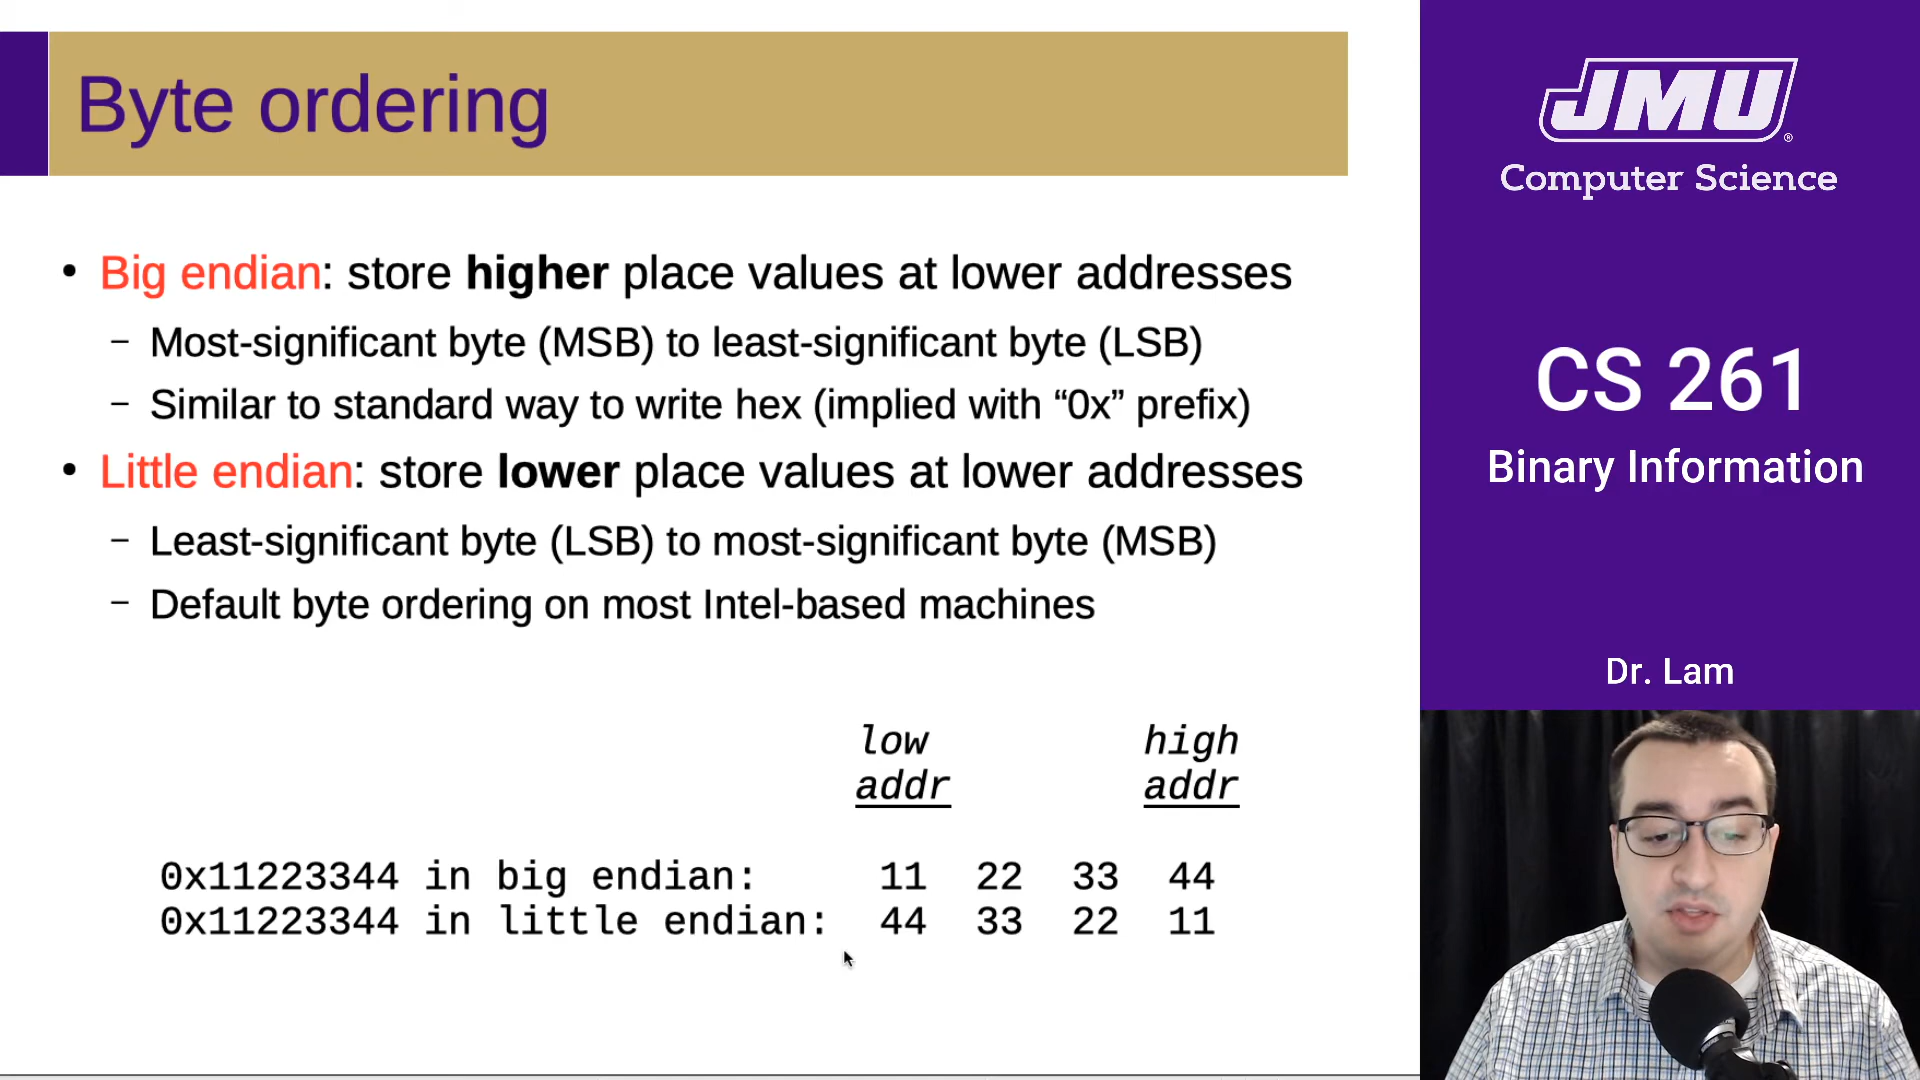 Byte ordering
• Big endian: store higher place values at lower addresses
– Most-significant byte (MSB) to least-significant byte (LSB)
– Similar to standard way to write hex (implied with “0x” prefix)
• Little endian: store lower place values at lower addresses
– Least-significant byte (LSB) to most-significant byte (MSB)
– Default byte ordering on most Intel-based machines
low high
addr addr
0x11223344 in big endian: 11 22 33 44
0x11223344 in little endian: 44 33 22 11
JMU®
Computer Science
CS 261
Binary Information
Dr. Lam